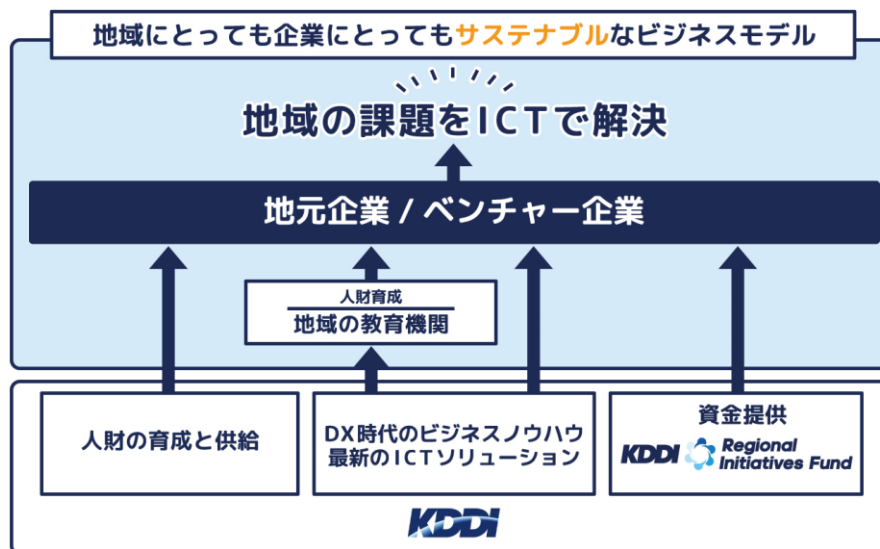 地域にとっても企業にとってもサステナブルなビジネスモデル
地域の課題をICTで解決
地元企業 / ベンチャー企業
人財育成
地域の教育機関
人財の育成と供給
DX時代のビジネスノウハウ
最新のICTソリューション
資金提供
KDDI Regional
Initiatives Fund
KDDI